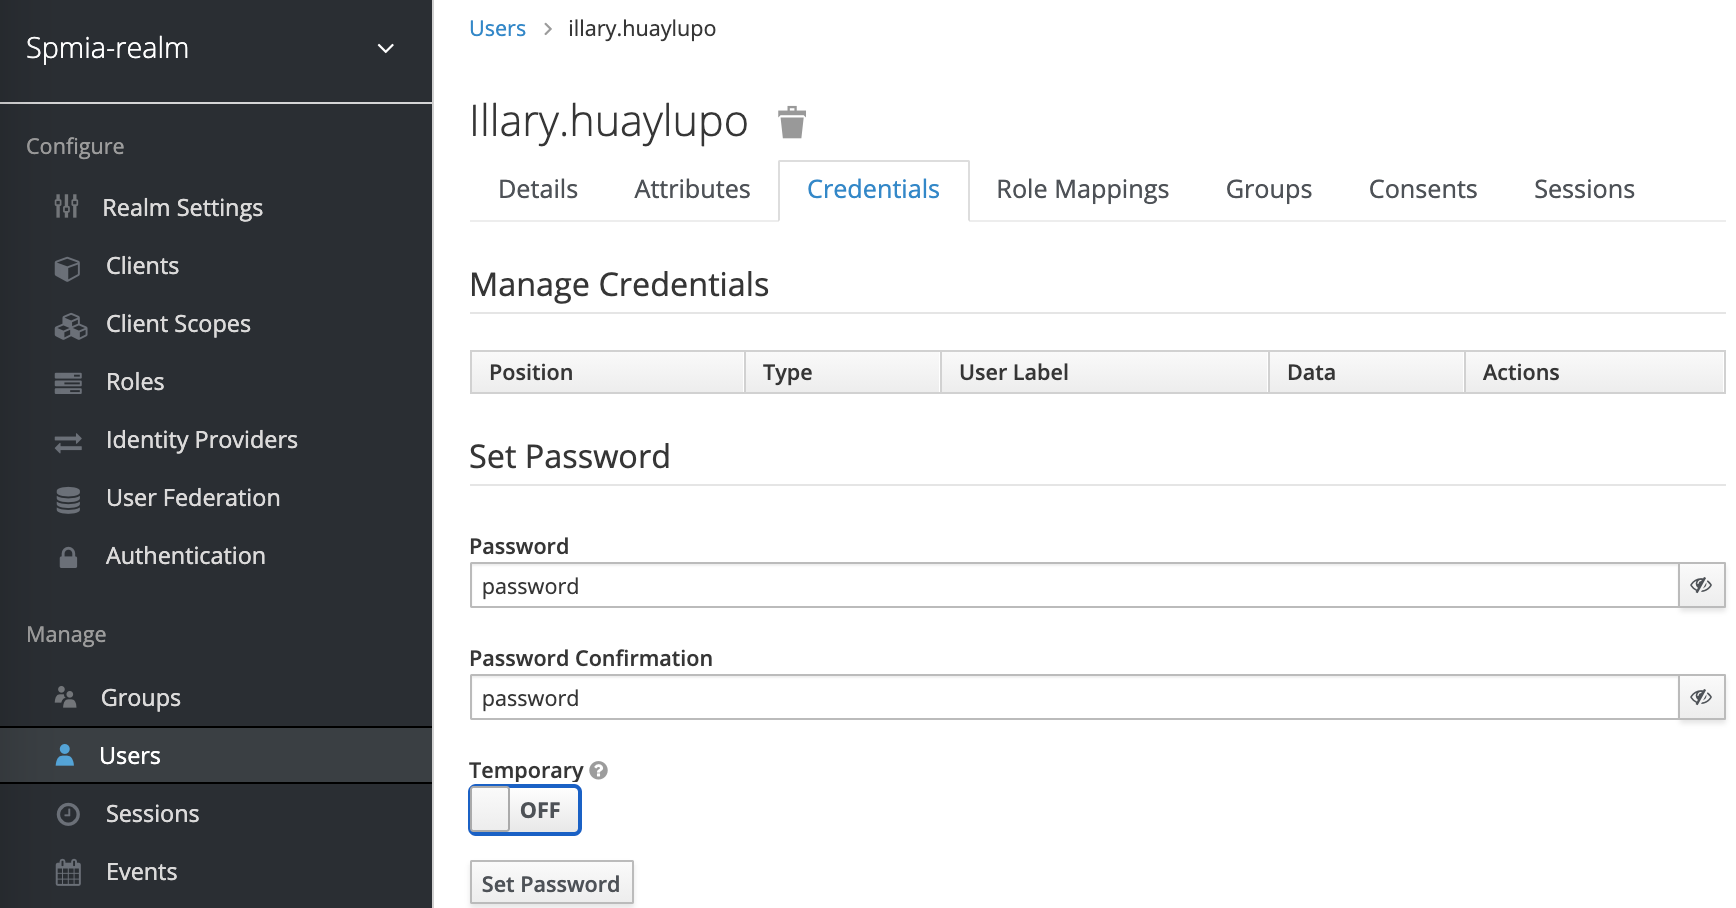 Spmia-realm
Configure
Realm Settings
Clients
Client Scopes
Roles
Identity Providers
User Federation
Authentication
Manage
Groups
Users
Sessions
Events
Users > illary.huaylupo
Illary.huaylupo
Details Attributes Credentials Role Mappings Groups Consents Sessions
Manage Credentials
Position Type User Label Data Actions
Set Password
Password
password
Password Confirmation
password
Temporary ?
OFF
Set Password